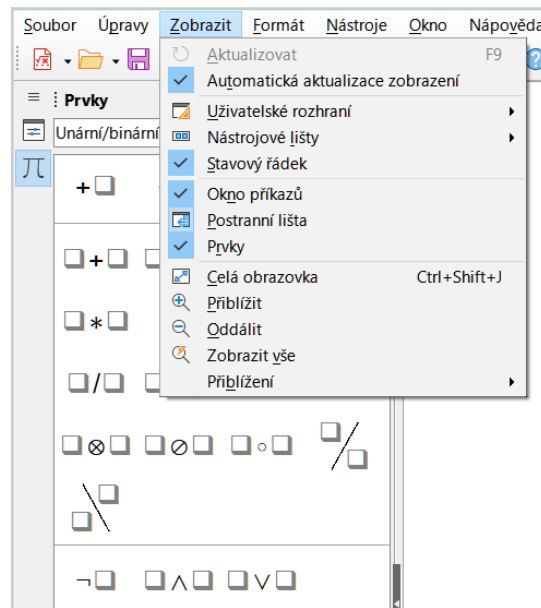 Soubor Úpravy Zobrazit Formát Nástroje Okno Nápověda
Aktualizovat F9
Automatická aktualizace zobrazení
Prvky
Uživatelské rozhraní
Unární/binární
Nástrojové lišty
Stavový řádek
+
Okno příkazů
Postranní lišta
+
Prvky
Celá obrazovka Ctrl+Shift+J
Přiblížit
*
Oddálit
Zobrazit vše
/
Přiblížení
⊗ ⊘ ∘ /
\
¬ ∧ ∨